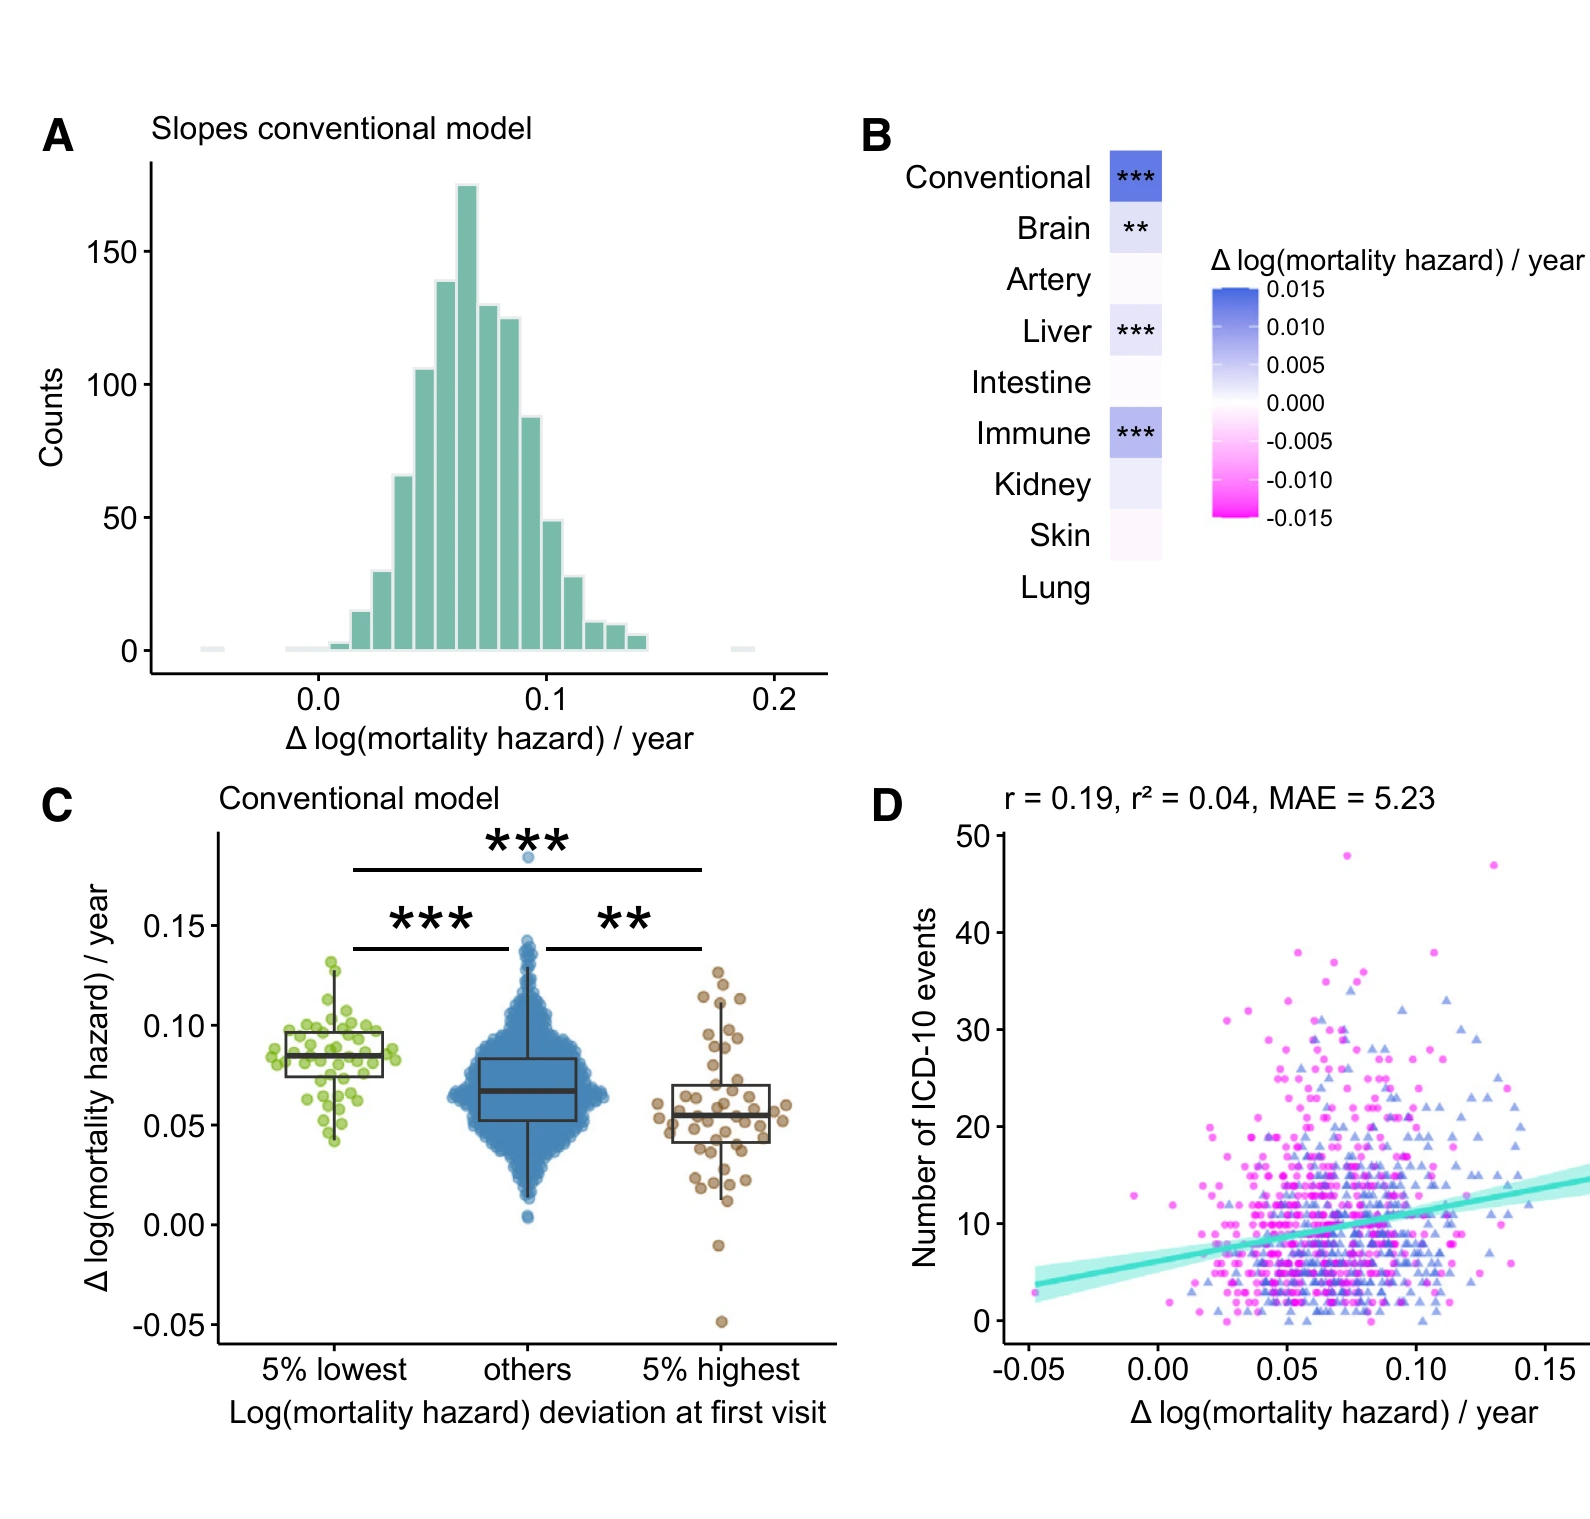 A
Slopes conventional model
Counts
150
100
50
0
0.0
0.1
0.2
Δ log(mortality hazard) / year
B
Conventional ***
Brain **
Artery
Liver ***
Intestine
Immune ***
Kidney
Skin
Lung
Δ log(mortality hazard) / year
0.015
0.010
0.005
0.000
-0.005
-0.010
-0.015
C
Conventional model
***
*** **
Δ log(mortality hazard) / year
0.15
0.10
0.05
0.00
-0.05
5% lowest
others
5% highest
Log(mortality hazard) deviation at first visit
D
r = 0.19, r² = 0.04, MAE = 5.23
Number of ICD-10 events
50
40
30
20
10
0
-0.05
0.00
0.05
0.10
0.15
Δ log(mortality hazard) / year